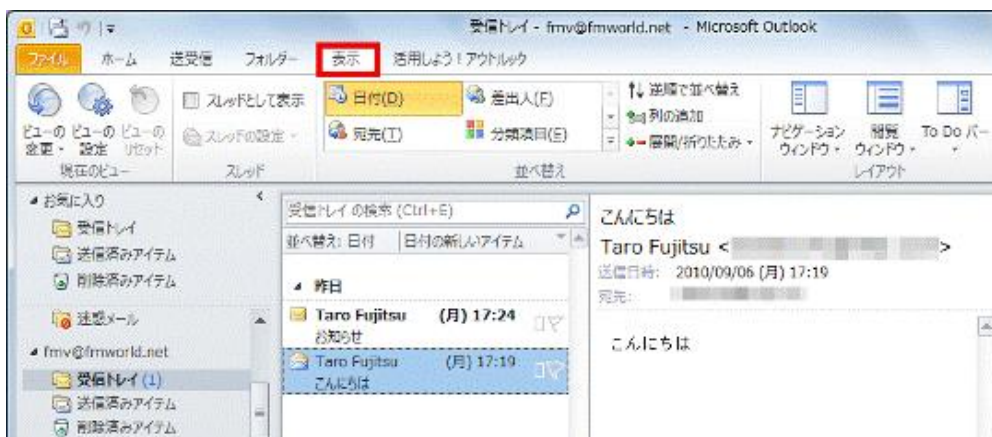 受信トレイ - fmv@fmworld.net - Microsoft Outlook
ファイル ホーム 送受信 フォルダー 表示 活用しよう！アウトルック
ビューの変更 ビューの設定 ビューのリセット
現在のビュー
スレッドとして表示
スレッドの設定
スレッド
日付(D) 差出人(F)
宛先(T) 分類項目(E)
逆順で並べ替え
列の追加
展開/折りたたみ
並べ替え
ナビゲーションウィンドウ 閲覧ウィンドウ To Do バー
レイアウト
お気に入り
受信トレイ
送信済みアイテム
削除済みアイテム
迷惑メール
fmv@fmworld.net
受信トレイ (1)
送信済みアイテム
削除済みアイテム
受信トレイ の検索 (Ctrl+E)
並べ替え: 日付 日付の新しいアイテム
昨日
Taro Fujitsu (月) 17:24
お知らせ
Taro Fujitsu (月) 17:19
こんにちは
こんにちは
Taro Fujitsu < >
送信日時: 2010/09/06 (月) 17:19
宛先:
こんにちは